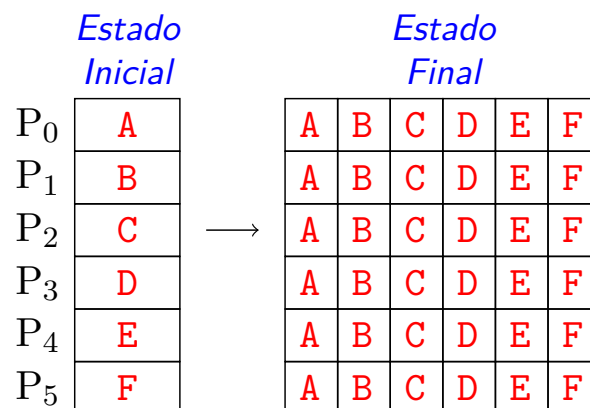 Estado Estado
Inicial Final
P0 A A B C D E F
P1 B A B C D E F
P2 C → A B C D E F
P3 D A B C D E F
P4 E A B C D E F
P5 F A B C D E F